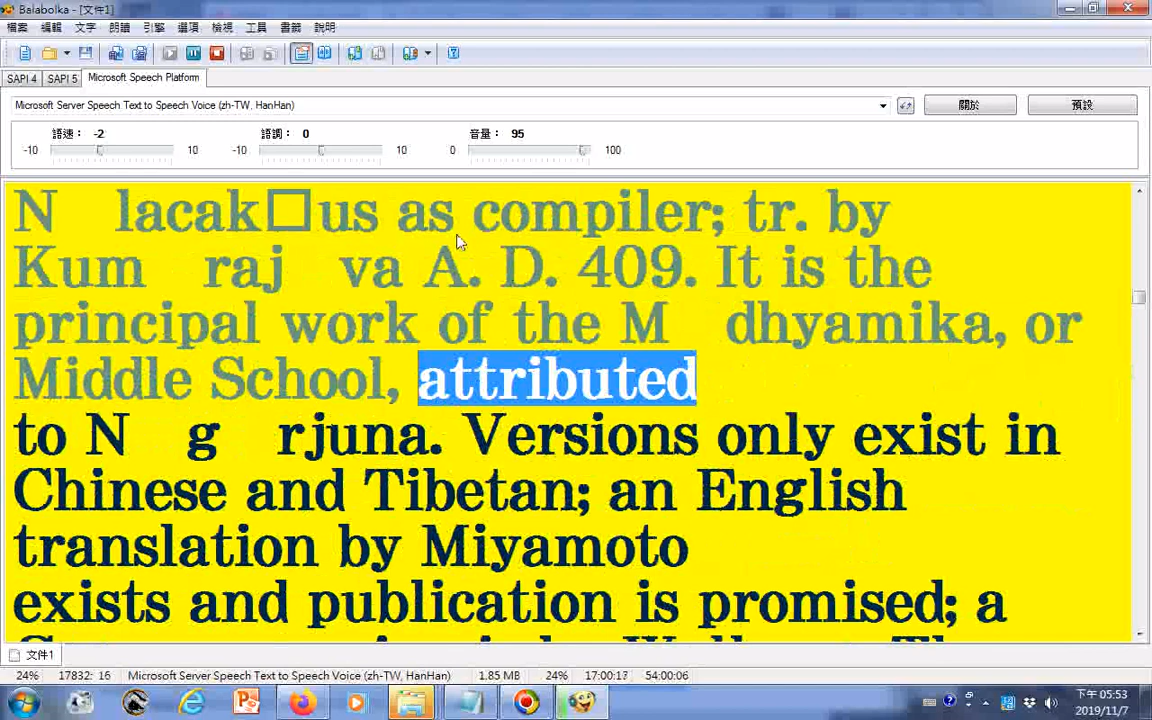 Balabolka - [文件1]
檔案 編輯 文字 朗讀 引擎 選項 檢視 工具 書籤 說明
SAPI 4 SAPI 5 Microsoft Speech Platform
Microsoft Server Speech Text to Speech Voice (zh-TW, HanHan) 關於 預設
語速： -2 語調： 0 音量： 95
-10 10 -10 10 0 100
N lacak□us as compiler; tr. by
Kum raj va A. D. 409. It is the
principal work of the M dhyamika, or
Middle School, attributed
to N g rjuna. Versions only exist in
Chinese and Tibetan; an English
translation by Miyamoto
exists and publication is promised; a
文件1
24% 17832: 16 Microsoft Server Speech Text to Speech Voice (zh-TW, HanHan) 1.85 MB 24% 17:00:17 54:00:06
下午 05:53
2019/11/7